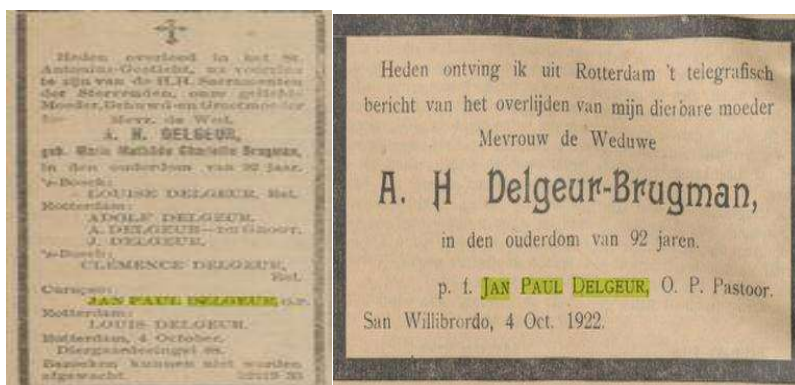 Heden overleed in het St.
Antonius-Gesticht, na voorzien
te zijn van de H.H. Sacramenten
der Stervenden, onze geliefde
Moeder, Behuwd- en Grootmoeder
Mevr. de Wed.
A. H. DELGEUR,
geb. Maria Mathilde Charlotte Brugman,
in den ouderdom van 92 jaar.
's-Bosch:
LOUISE DELGEUR, Rel.
Rotterdam:
ADOLF DELGEUR.
A. DELGEUR—
J. DELGEUR.
's-Bosch:
CLÉMENCE DELGEUR,
Rel.
Curaçao:
JAN PAUL DELGEUR, O.P.
Rotterdam:
LOUIS DELGEUR.
Rotterdam, 4 October.
Diergaardesingel
Bezoeken kunnen niet worden
afgewacht.
Heden ontving ik uit Rotterdam 't telegrafisch
bericht van het overlijden van mijn dierbare moeder
Mevrouw de Weduwe
A. H Delgeur-Brugman,
in den ouderdom van 92 jaren.
p. f. JAN PAUL DELGEUR, O. P. Pastoor.
San Willibrordo, 4 Oct. 1922.